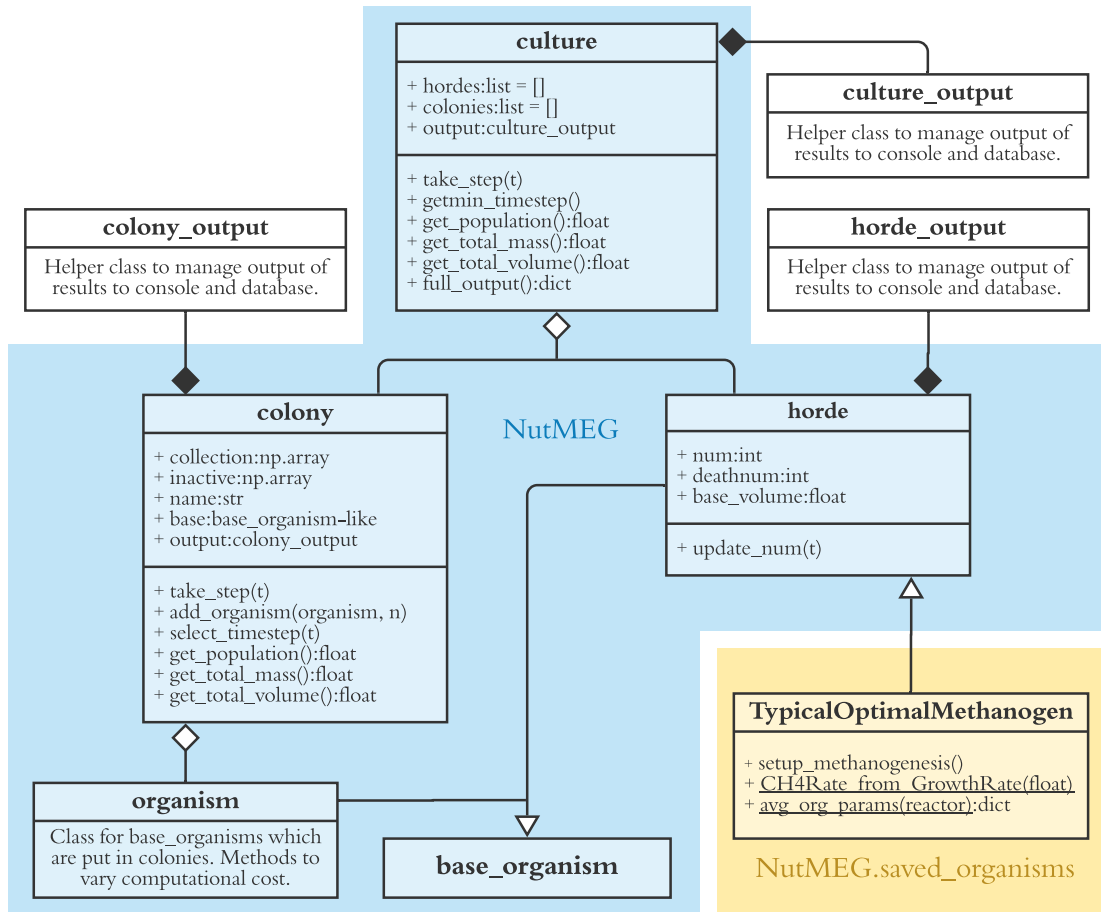 culture
+ hordes:list = []
+ colonies:list = []
+ output:culture_output
+ take_step(t)
+ getmin_timestep()
+ get_population():float
+ get_total_mass():float
+ get_total_volume():float
+ full_output():dict
culture_output
Helper class to manage output of
results to console and database.
colony_output
Helper class to manage output of
results to console and database.
horde_output
Helper class to manage output of
results to console and database.
colony
+ collection:np.array
+ inactive:np.array
+ name:str
+ base:base_organism-like
+ output:colony_output
+ take_step(t)
+ add_organism(organism, n)
+ select_timestep(t)
+ get_population():float
+ get_total_mass():float
+ get_total_volume():float
NutMEG
horde
+ num:int
+ deathnum:int
+ base_volume:float
+ update_num(t)
organism
Class for base_organisms which
are put in colonies. Methods to
vary computational cost.
base_organism
TypicalOptimalMethanogen
+ setup_methanogenesis()
+ CH4Rate_from_GrowthRate(float)
+ avg_org_params(reactor):dict
NutMEG.saved_organisms